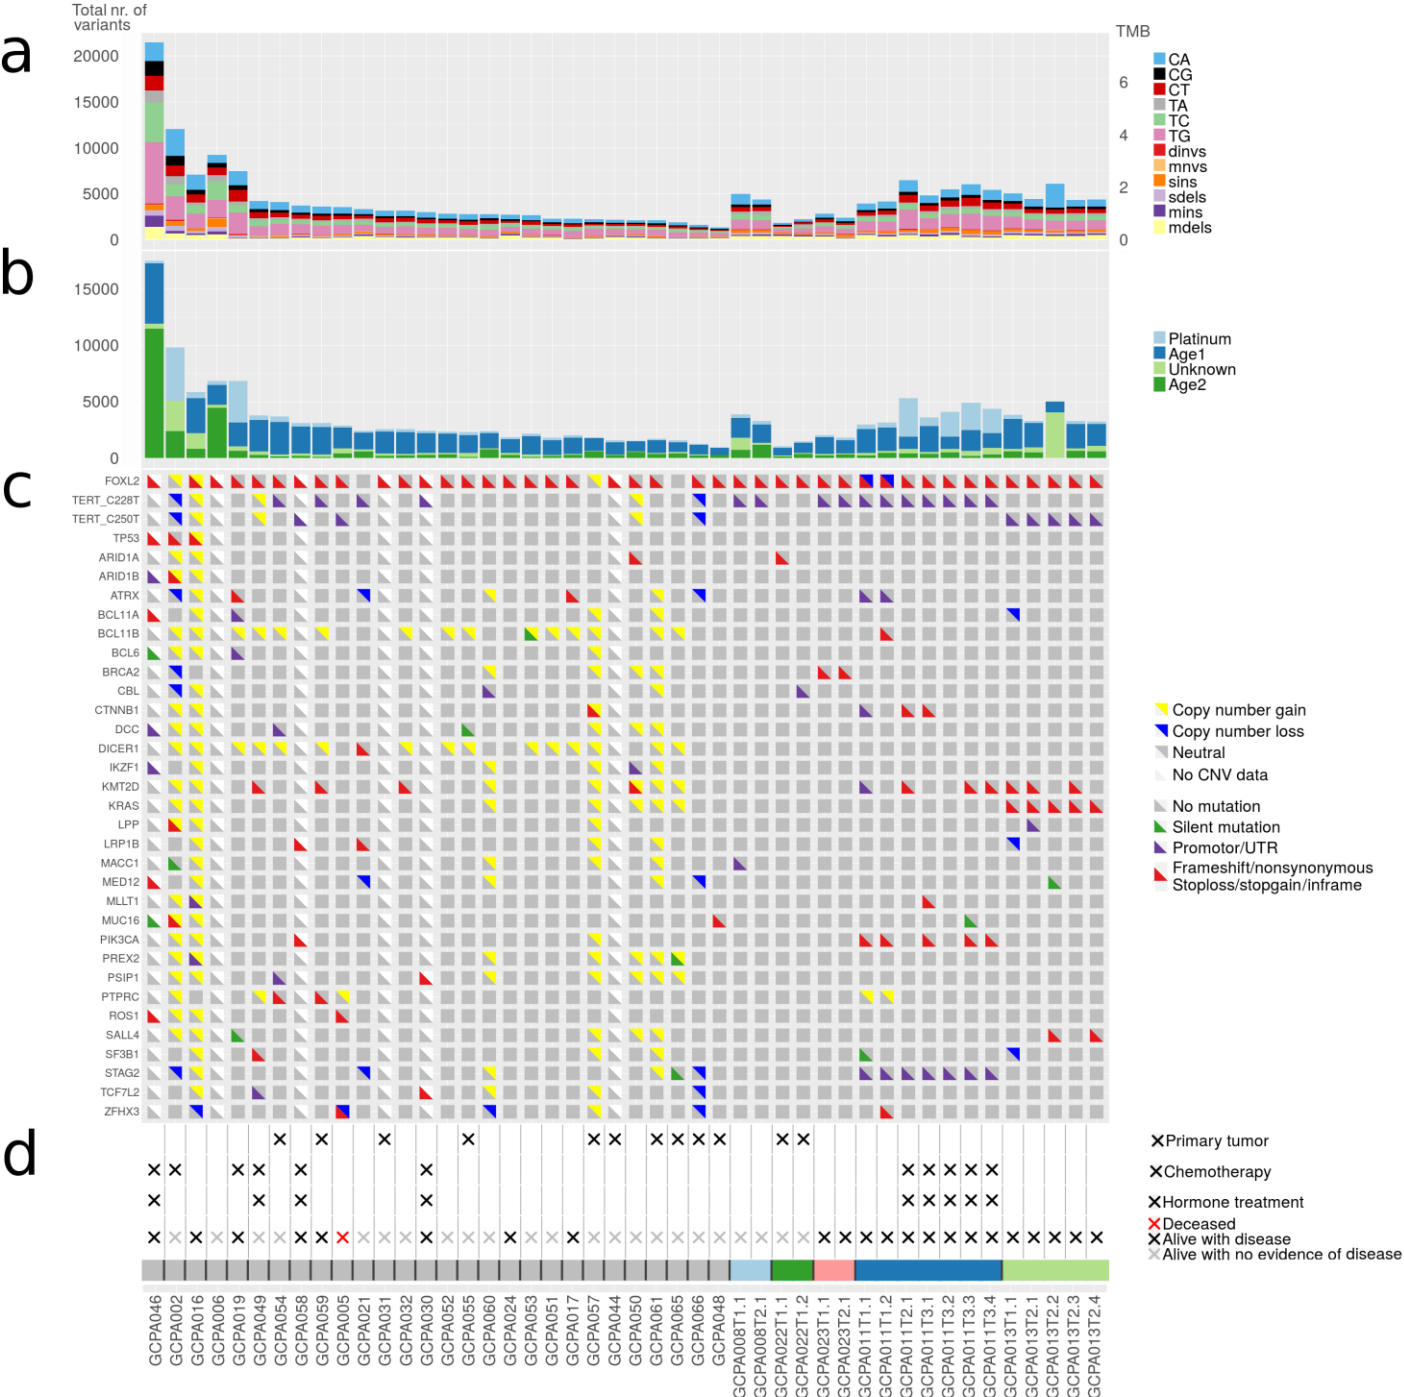 Total nr. of
variants
a
TMB
20000
15000
10000
5000
0
6
4
2
0
CA
CG
CT
TA
TC
TG
dinvs
mnvs
sins
sdels
mins
mdels
b
15000
10000
5000
0
Platinum
Age1
Unknown
Age2
c
FOXL2
TERT_C228T
TERT_C250T
TP53
ARID1A
ARID1B
ATRX
BCL11A
BCL11B
BCL6
BRCA2
CBL
CTNNB1
DCC
DICER1
IKZF1
KMT2D
KRAS
LPP
LRP1B
MACC1
MED12
MLLT1
MUC16
PIK3CA
PREX2
PSIP1
PTPRC
ROS1
SALL4
SF3B1
STAG2
TCF7L2
ZFHX3
Copy number gain
Copy number loss
Neutral
No CNV data
No mutation
Silent mutation
Promotor/UTR
Frameshift/nonsynonymous
Stoploss/stopgain/inframe
d
Primary tumor
Chemotherapy
Hormone treatment
Deceased
Alive with disease
Alive with no evidence of disease
GCPA046
GCPA002
GCPA016
GCPA006
GCPA019
GCPA049
GCPA054
GCPA058
GCPA059
GCPA005
GCPA021
GCPA031
GCPA032
GCPA030
GCPA052
GCPA055
GCPA060
GCPA024
GCPA053
GCPA051
GCPA017
GCPA057
GCPA044
GCPA050
GCPA061
GCPA065
GCPA066
GCPA048
GCPA008T1.1
GCPA008T2.1
GCPA022T1.1
GCPA022T1.2
GCPA023T1.1
GCPA023T2.1
GCPA011T1.1
GCPA011T1.2
GCPA011T2.1
GCPA011T3.1
GCPA011T3.2
GCPA011T3.3
GCPA011T3.4
GCPA013T1.1
GCPA013T2.1
GCPA013T2.2
GCPA013T2.3
GCPA013T2.4